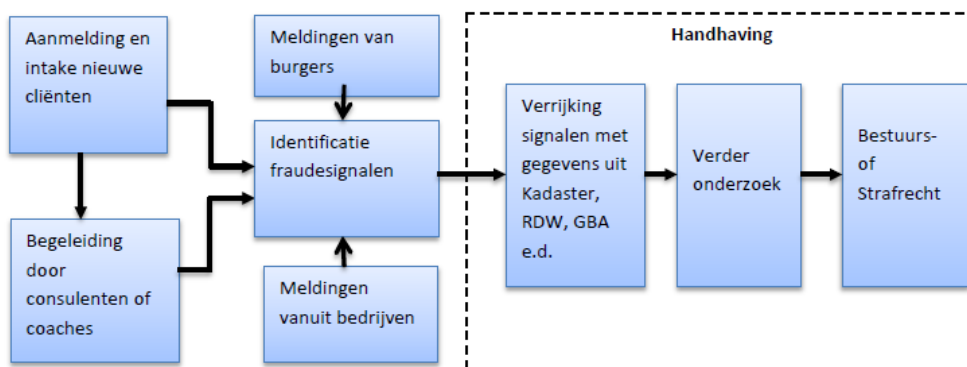 Aanmelding en
intake nieuwe
cliënten
Begeleiding
door
consulenten of
coaches
Meldingen van
burgers
Identificatie
fraudesignalen
Meldingen
vanuit bedrijven
Handhaving
Verrijking
signalen met
gegevens uit
Kadaster,
RDW, GBA
e.d.
Verder
onderzoek
Bestuurs-
of
Strafrecht